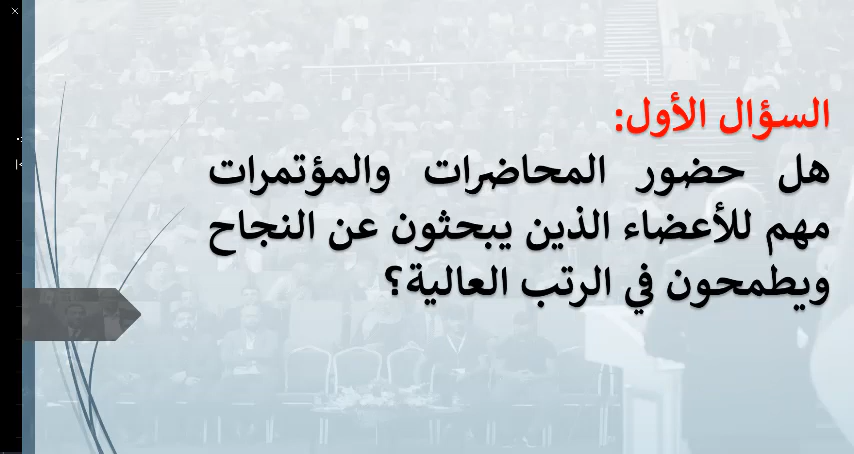 السؤال الأول:
هل حضور المحاضرات والمؤتمرات
مهم للأعضاء الذين يبحثون عن النجاح
ويطمحون في الرتب العالية؟